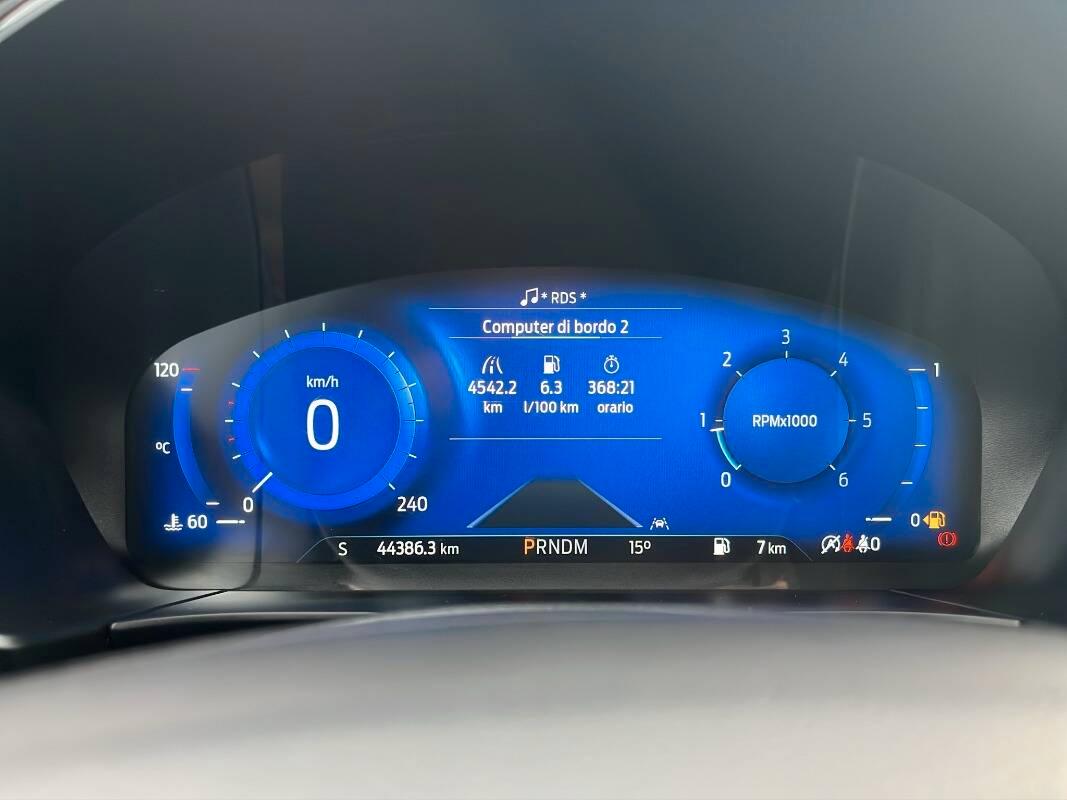 * RDS *
Computer di bordo 2
4542.2 6.3 368:21
km l/100 km orario
120
ºC
60
km/h
0
0
240
0
1
2
3
4
5
6
RPMx1000
1
0
S 44386.3 km PRNDM 15º 7 km 0